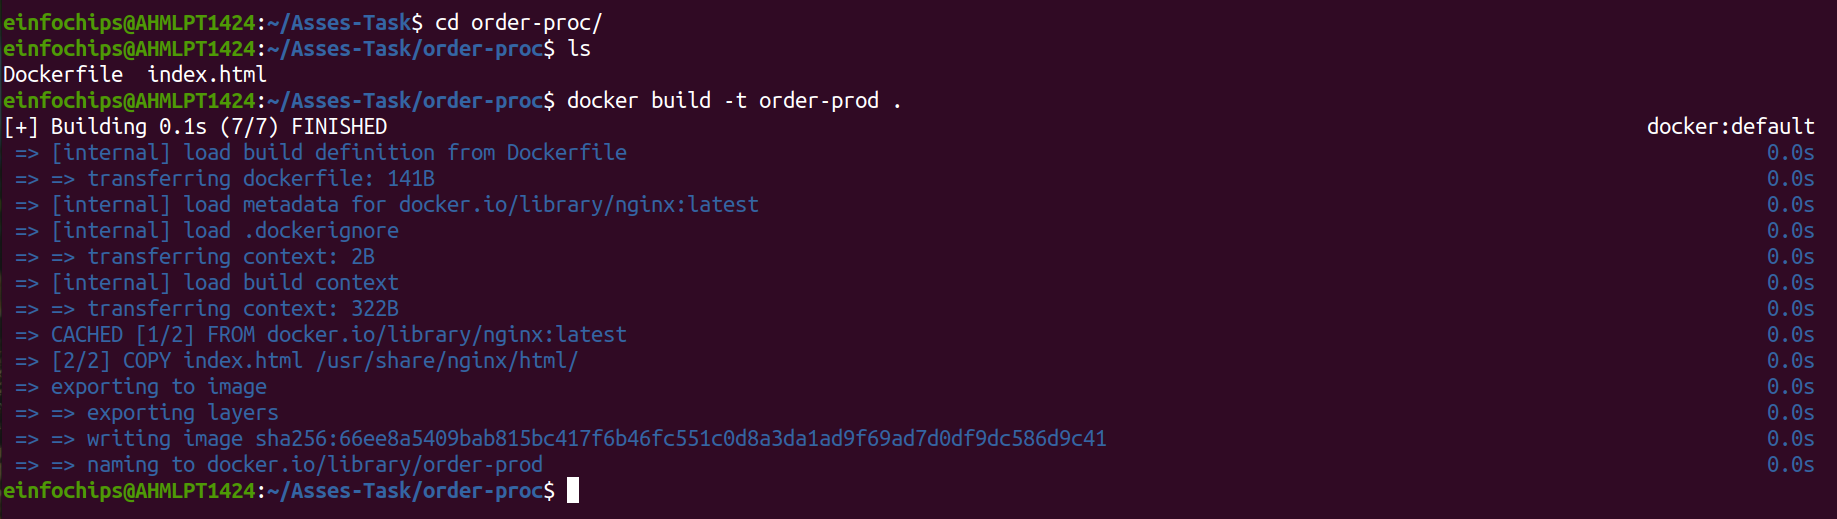 einfochips@AHMLPT1424:~/Asses-Task$ cd order-proc/
einfochips@AHMLPT1424:~/Asses-Task/order-proc$ ls
Dockerfile  index.html
einfochips@AHMLPT1424:~/Asses-Task/order-proc$ docker build -t order-prod .
[+] Building 0.1s (7/7) FINISHED docker:default
=> [internal] load build definition from Dockerfile 0.0s
=> => transferring dockerfile: 141B 0.0s
=> [internal] load metadata for docker.io/library/nginx:latest 0.0s
=> [internal] load .dockerignore 0.0s
=> => transferring context: 2B 0.0s
=> [internal] load build context 0.0s
=> => transferring context: 322B 0.0s
=> CACHED [1/2] FROM docker.io/library/nginx:latest 0.0s
=> [2/2] COPY index.html /usr/share/nginx/html/ 0.0s
=> exporting to image 0.0s
=> => exporting layers 0.0s
=> => writing image sha256:66ee8a5409bab815bc417f6b46fc551c0d8a3da1ad9f69ad7d0df9dc586d9c41 0.0s
=> => naming to docker.io/library/order-prod 0.0s
einfochips@AHMLPT1424:~/Asses-Task/order-proc$